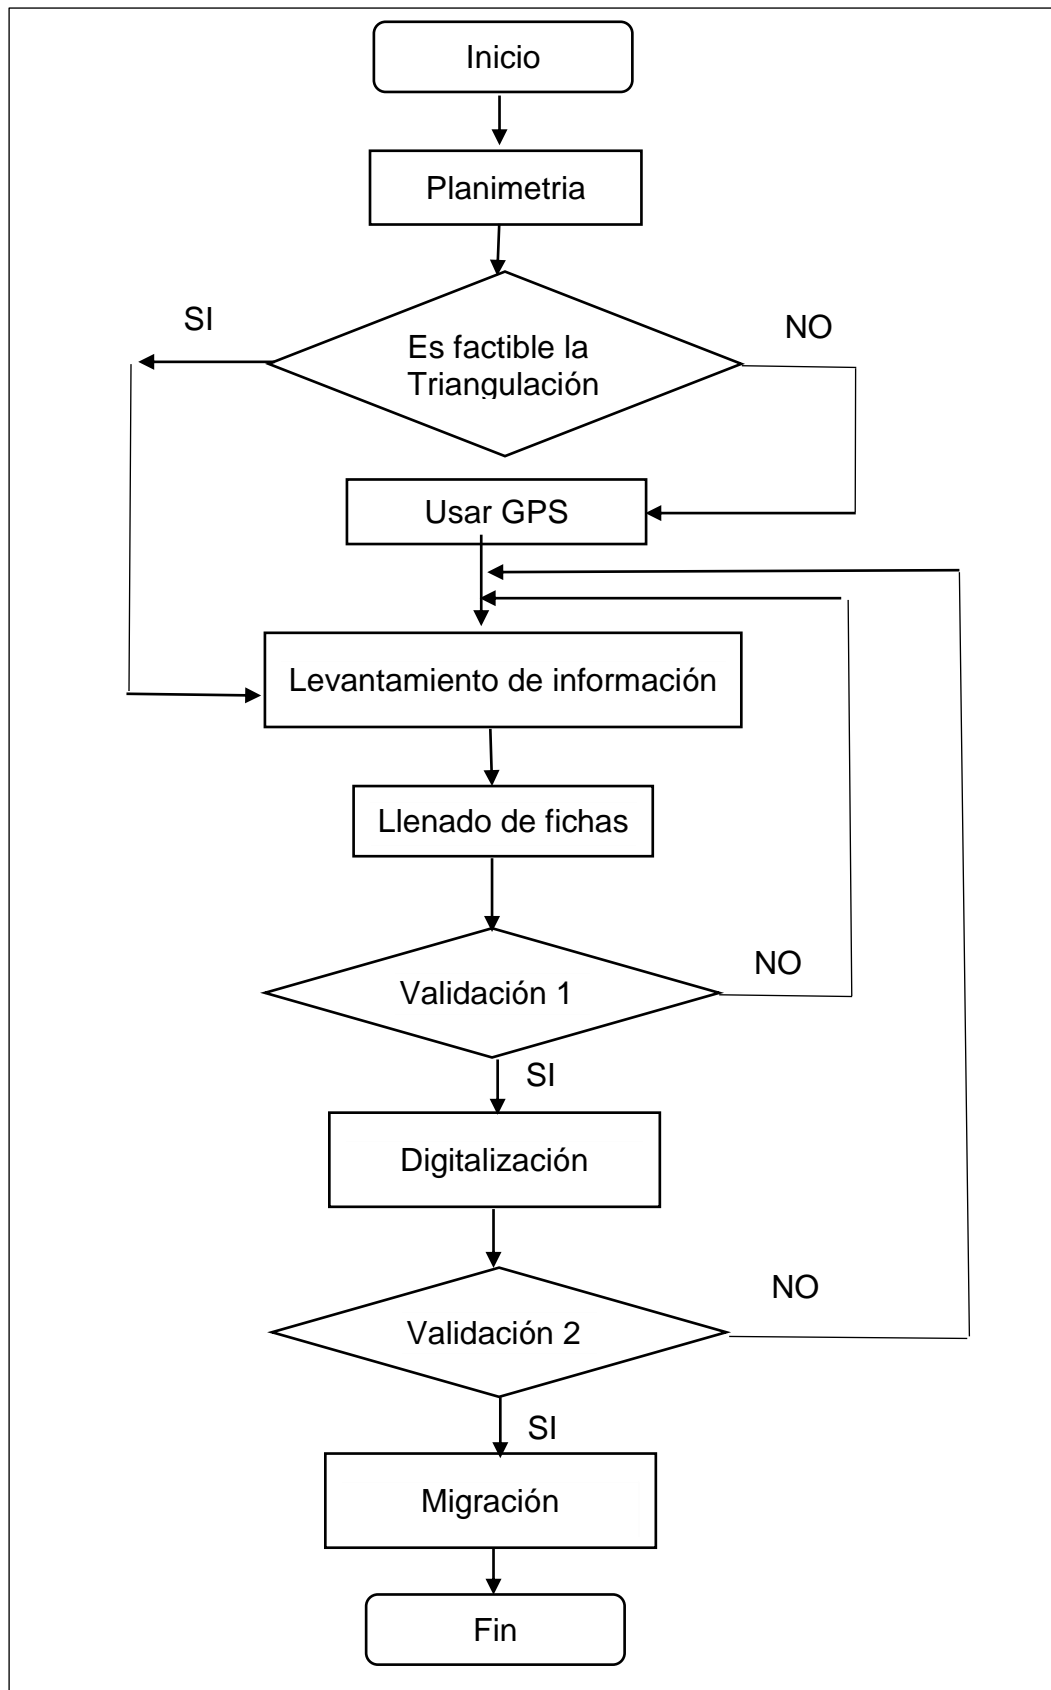 Inicio
Planimetria
SI
NO
Es factible la
Triangulación
Usar GPS
Levantamiento de información
Llenado de fichas
Validación 1
NO
SI
Digitalización
NO
Validación 2
SI
Migración
Fin